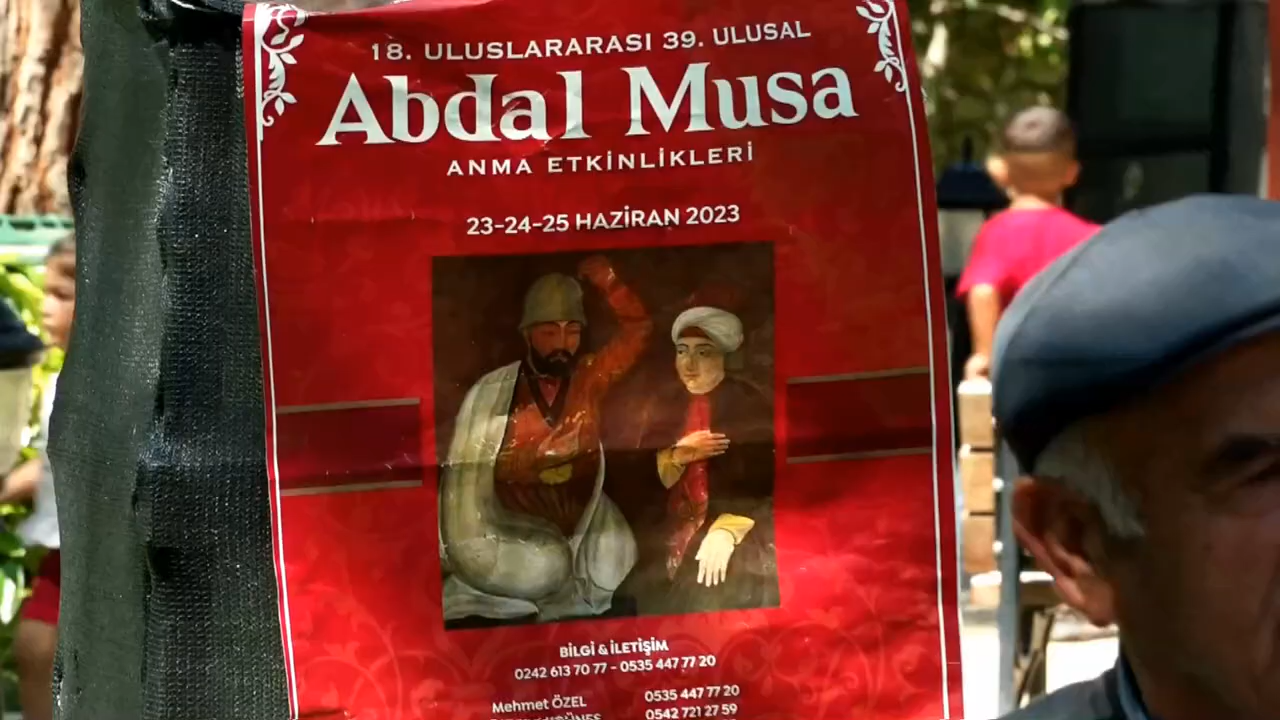 18. ULUSLARARASI 39. ULUSAL
Abdal Musa
ANMA ETKİNLİKLERİ
23-24-25 HAZİRAN 2023
BİLGİ & İLETİŞİM
0242 613 70 77 - 0535 447 77 20
Mehmet ÖZEL 0535 447 77 20
0542 721 27 59